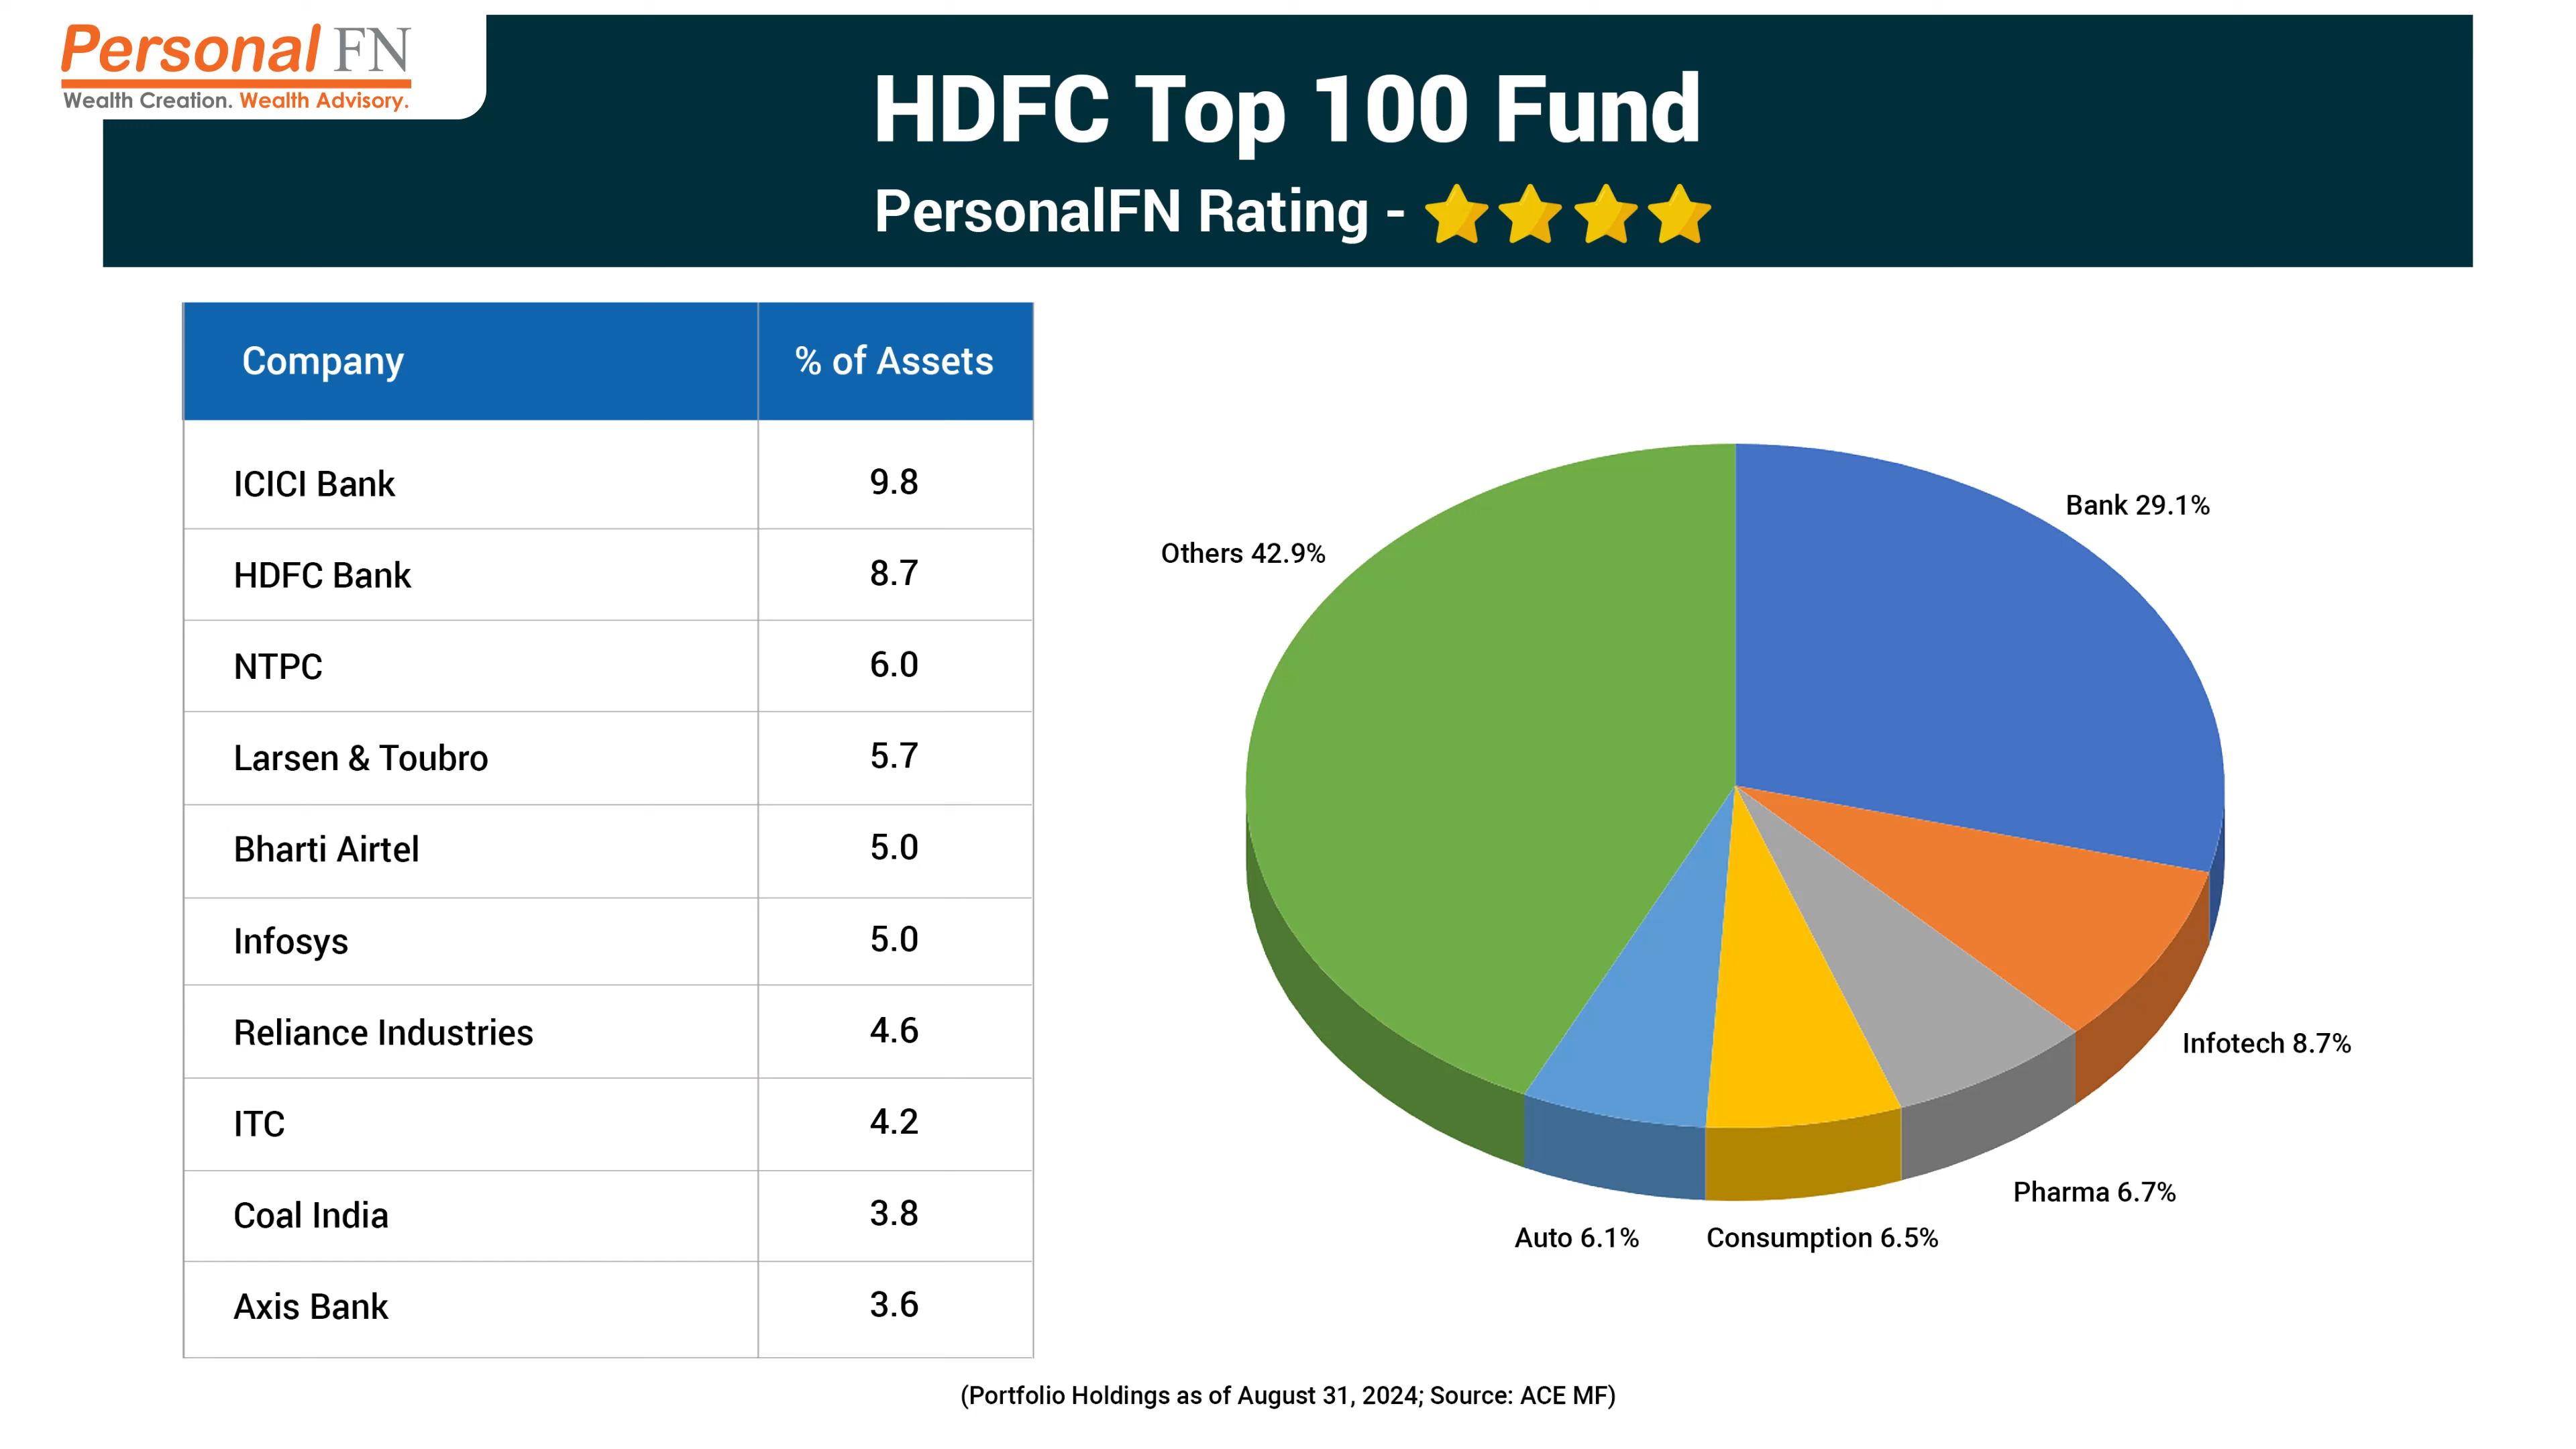 Personal FN
Wealth Creation. Wealth Advisory.
HDFC Top 100 Fund
PersonalFN Rating -
Company % of Assets
ICICI Bank 9.8
HDFC Bank 8.7
NTPC 6.0
Larsen & Toubro 5.7
Bharti Airtel 5.0
Infosys 5.0
Reliance Industries 4.6
ITC 4.2
Coal India 3.8
Axis Bank 3.6
Bank 29.1%
Others 42.9%
Infotech 8.7%
Pharma 6.7%
Auto 6.1%
Consumption 6.5%
(Portfolio Holdings as of August 31, 2024; Source: ACE MF)